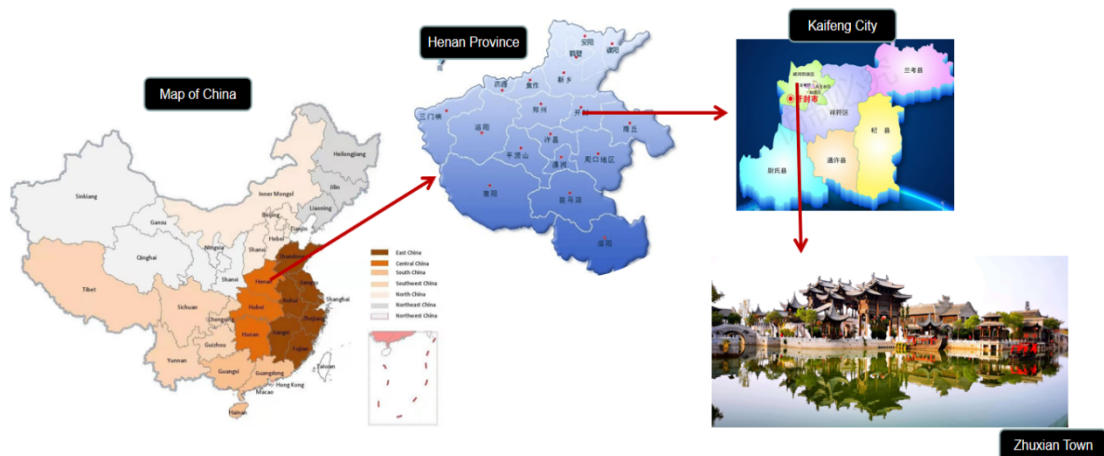 Map of China
Henan Province
Kaifeng City
Zhuxian Town
Heilongjiang
Jilin
Liaoning
Inner Mongol
Beijing
Tianjin
Hebei
Shanxi
Sinkiang
Gansu
Ningxia
Qinghai
Shanxi
Tibet
Sichuan
Chongqing
Guizhou
Yunnan
Guangxi
Guangdong
Hong Kong
Macao
Hainan
Henan
Hubei
Hunan
Shandong
Jiangsu
Anhui
Shanghai
Zhejiang
Jiangxi
Fujian
Taiwan
East China
Central China
South China
Southwest China
North China
Northeast China
Northwest China
安阳
鹤壁
濮阳
新乡
济源
焦作
三门峡
洛阳
郑州
开
商丘
许昌
平顶山
漯河
周口地区
南阳
驻马店
信阳
兰考县
开封市
祥符区
杞 县
通许县
尉氏县